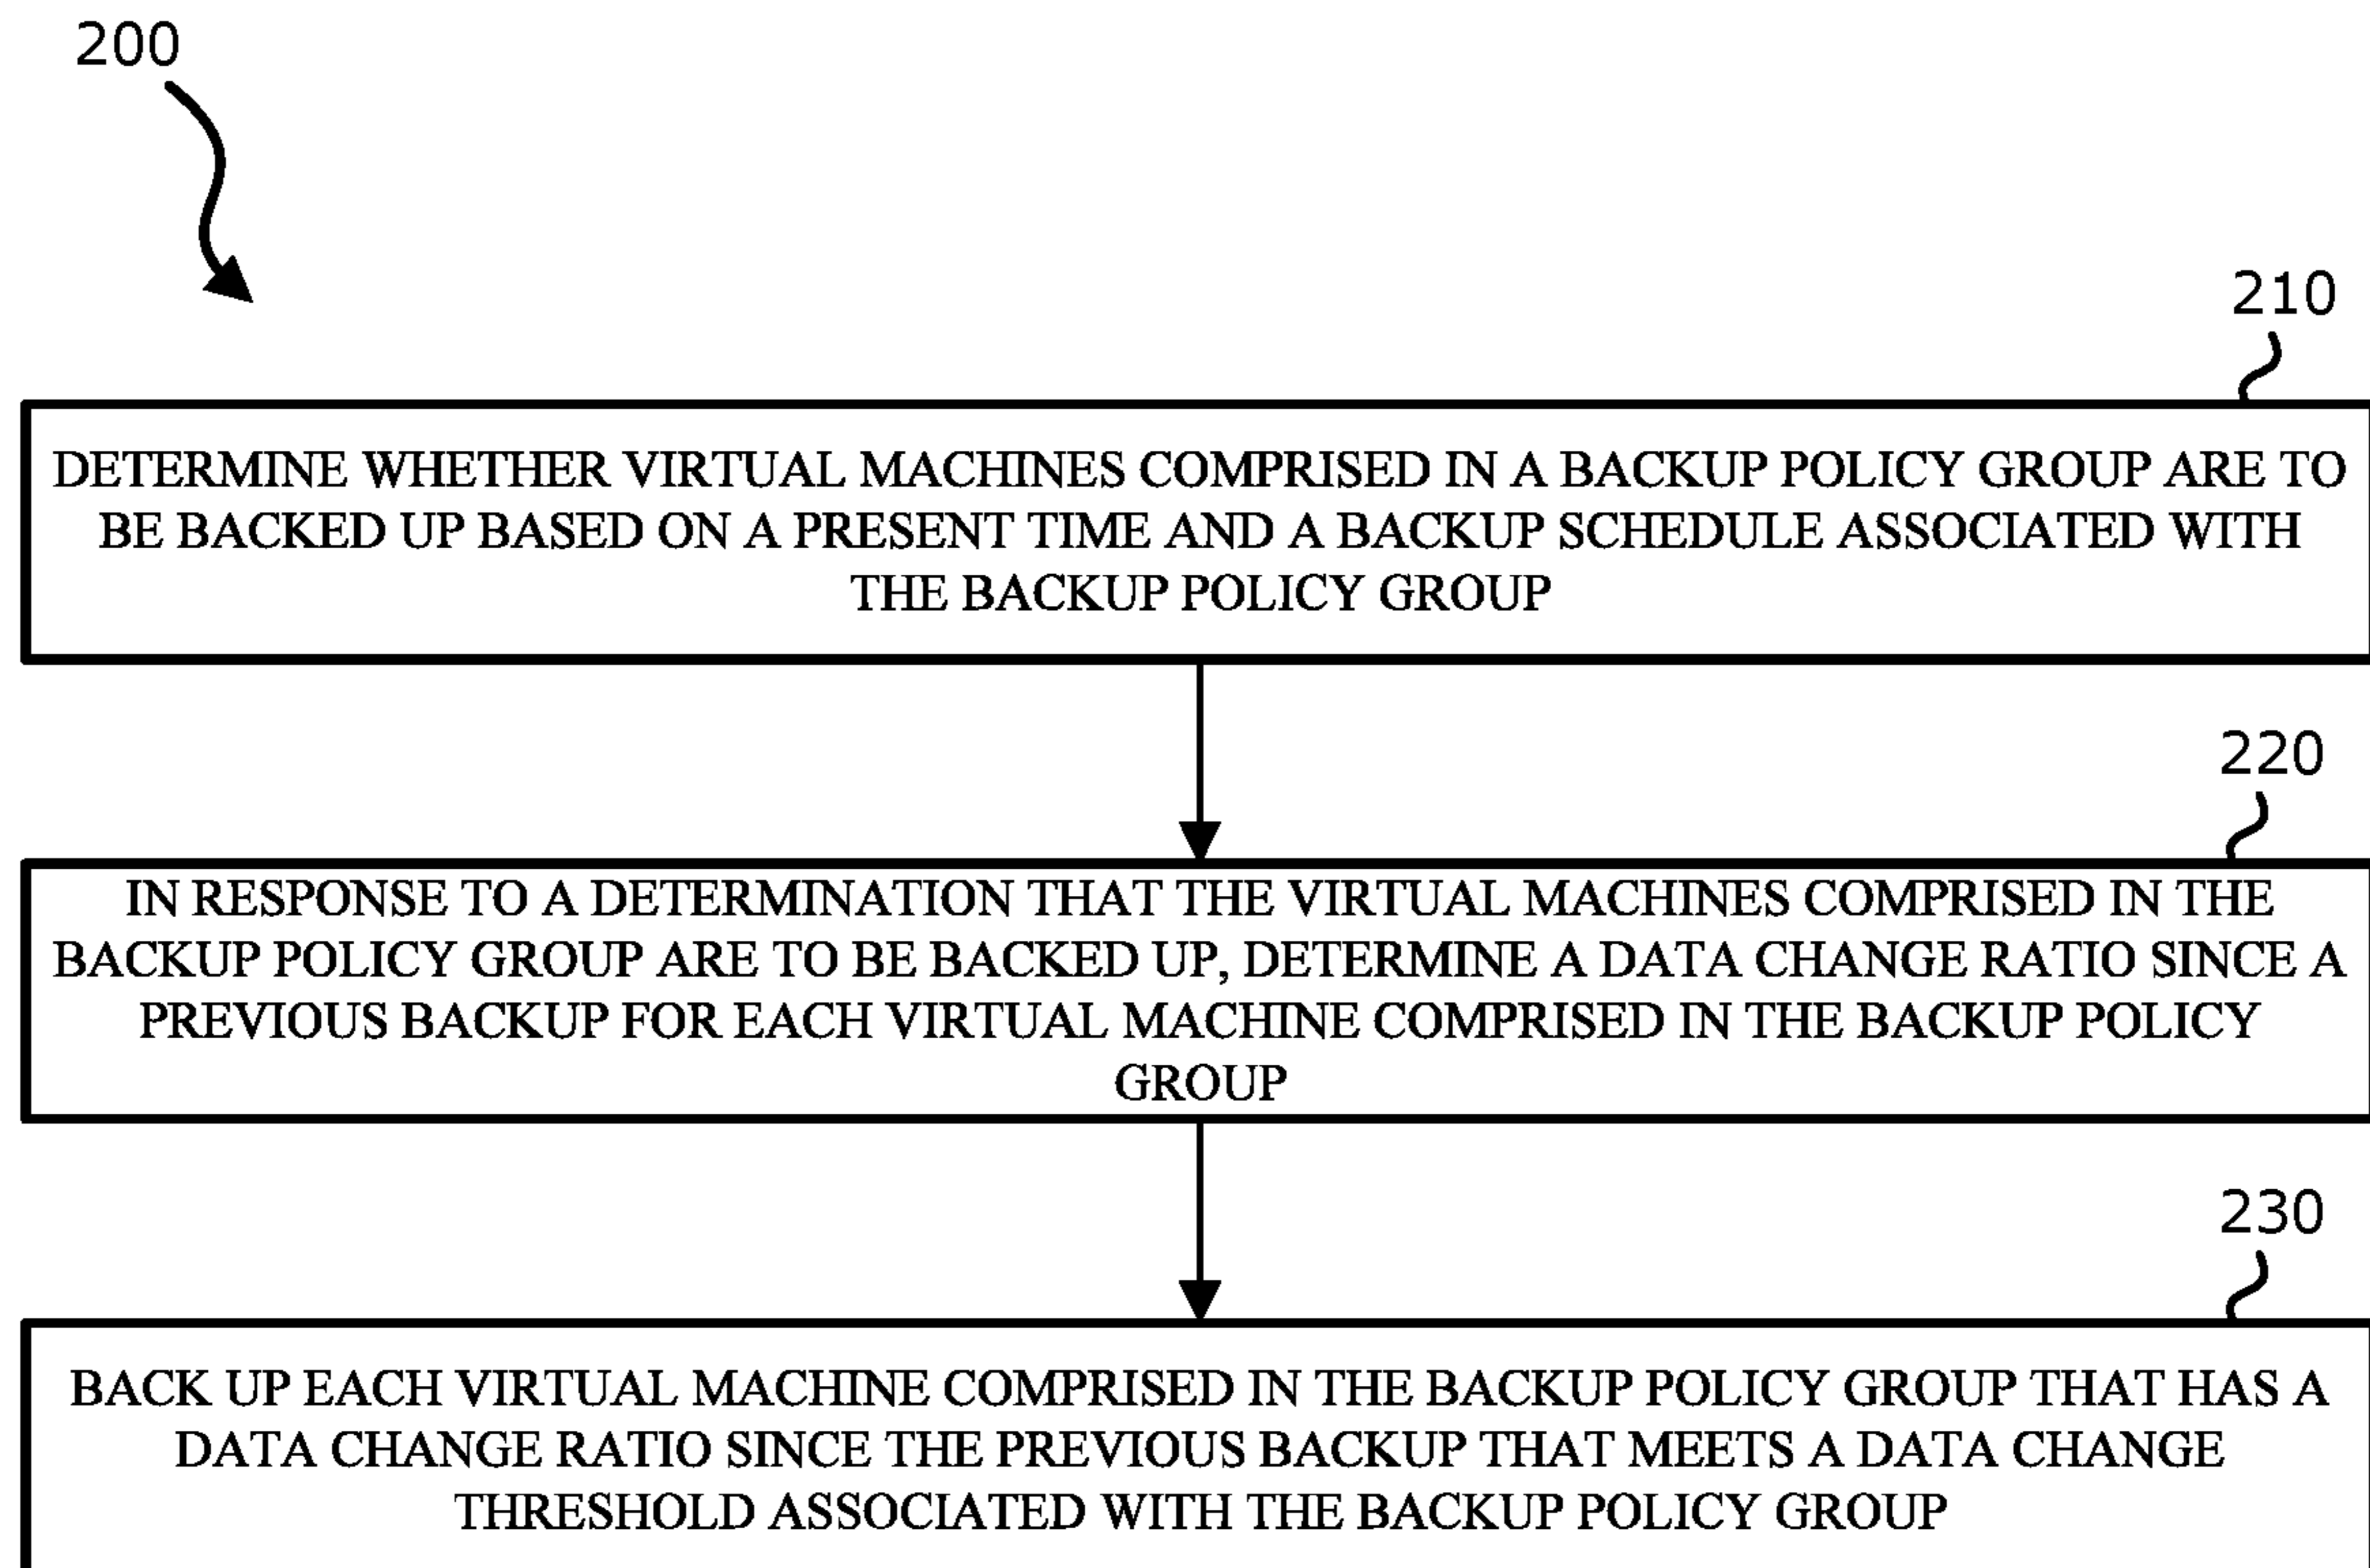 200
210
DETERMINE WHETHER VIRTUAL MACHINES COMPRISED IN A BACKUP POLICY GROUP ARE TO
BE BACKED UP BASED ON A PRESENT TIME AND A BACKUP SCHEDULE ASSOCIATED WITH
THE BACKUP POLICY GROUP
220
IN RESPONSE TO A DETERMINATION THAT THE VIRTUAL MACHINES COMPRISED IN THE
BACKUP POLICY GROUP ARE TO BE BACKED UP, DETERMINE A DATA CHANGE RATIO SINCE A
PREVIOUS BACKUP FOR EACH VIRTUAL MACHINE COMPRISED IN THE BACKUP POLICY
GROUP
230
BACK UP EACH VIRTUAL MACHINE COMPRISED IN THE BACKUP POLICY GROUP THAT HAS A
DATA CHANGE RATIO SINCE THE PREVIOUS BACKUP THAT MEETS A DATA CHANGE
THRESHOLD ASSOCIATED WITH THE BACKUP POLICY GROUP